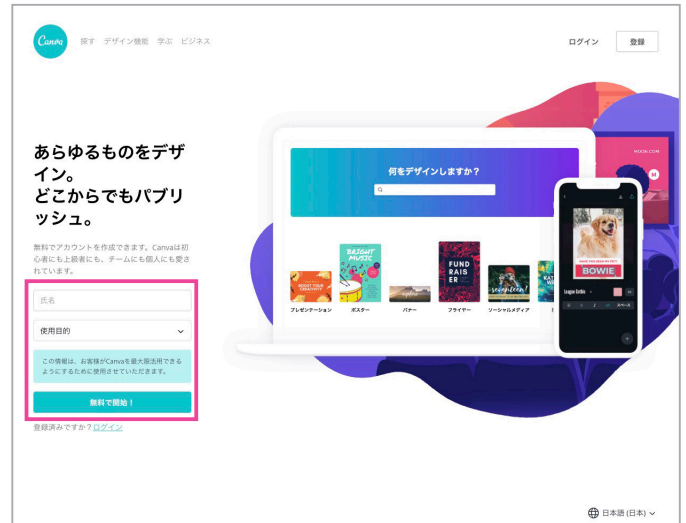 Canva
探す デザイン機能 学ぶ ビジネス
ログイン
登録
あらゆるものをデザ
イン。
どこからでもパブリ
ッシュ。
無料でアカウントを作成できます。Canvaは初
心者にも上級者にも、チームにも個人にも愛さ
れています。
氏名
使用目的
この情報は、お客様がCanvaを最大限活用できる
ようにするために使用させていただきます。
無料で開始！
登録済みですか？ログイン
何をデザインしますか？
BRIGHT
MUSIC
FUND
RAIS
ER
seventeen!
プレゼンテーション
ポスター
バナー
フライヤー
ソーシャルメディア
MOON.COM
M
BOWIE
League Gothic
スペース
日本語 (日本)